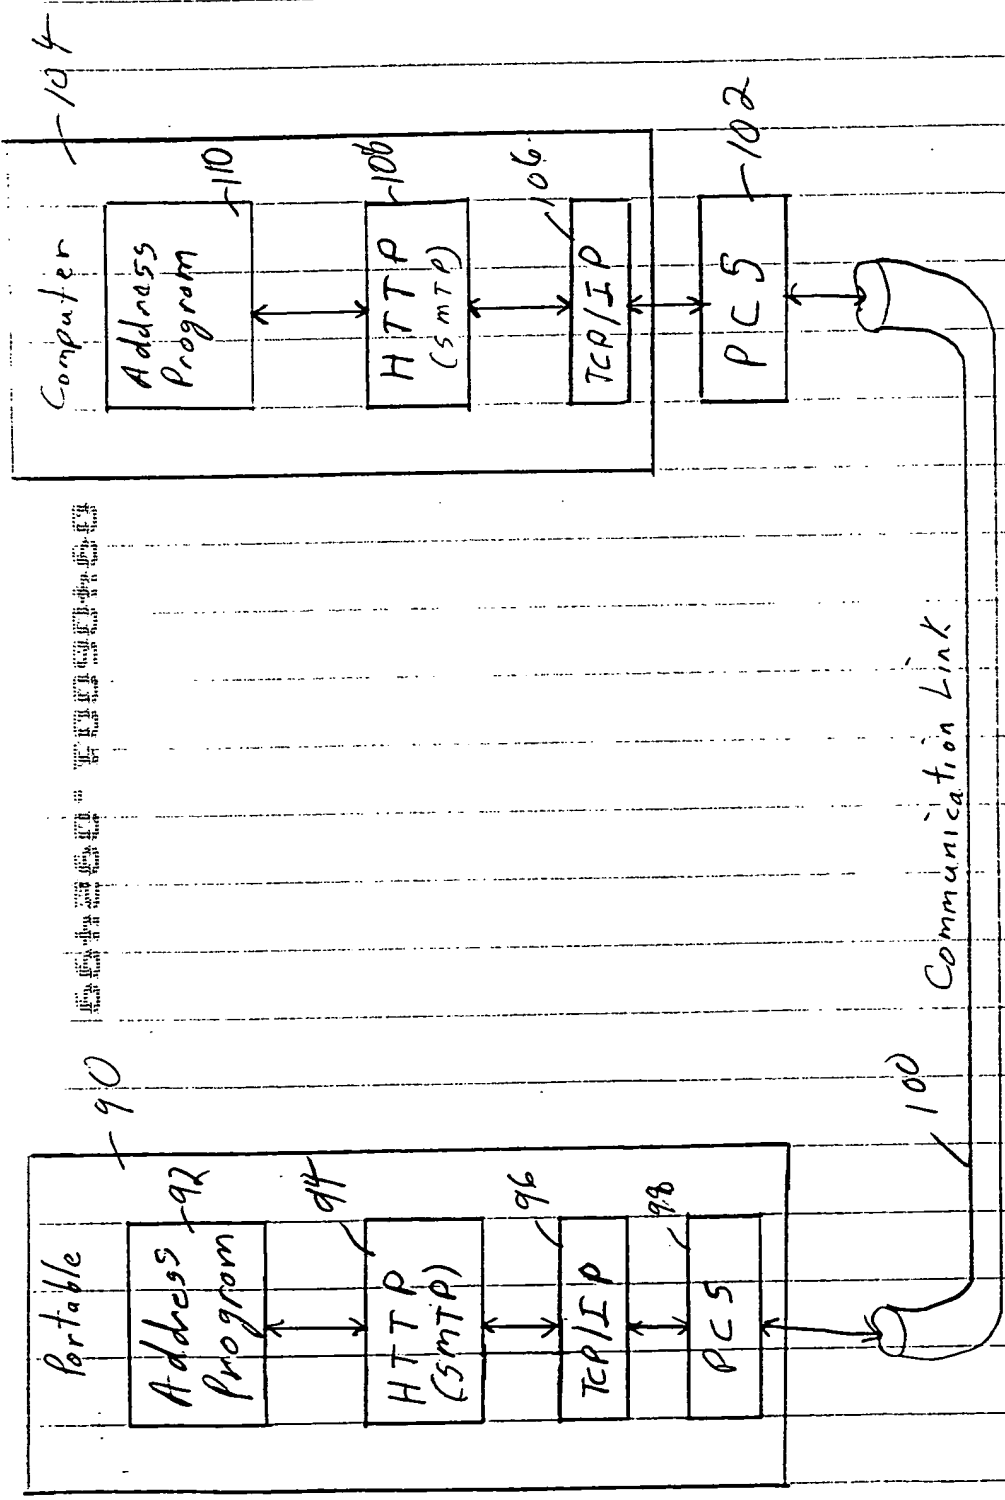 Portable
90
Address
Program
92
HTTP
(SMTP)
94
TCP/IP
96
PCS
98
100
Communication Link
Computer
104
Address
Program
110
HTTP
(SMTP)
108
TCP/IP
106
PCS
102